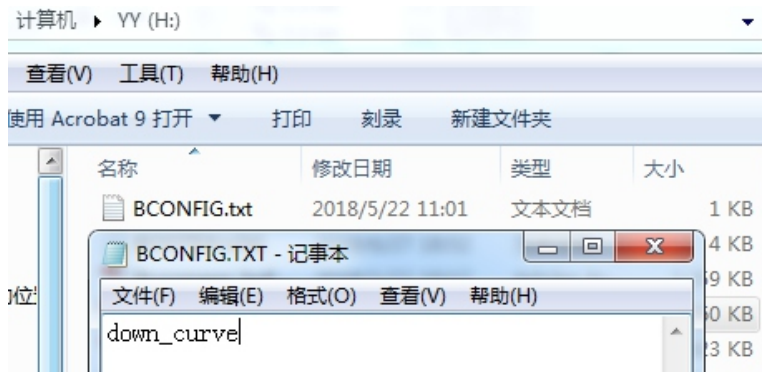 计算机 ▶ YY (H:)
查看(V) 工具(T) 帮助(H)
使用 Acrobat 9 打开 打印 刻录 新建文件夹
名称 修改日期 类型 大小
BCONFIG.txt 2018/5/22 11:01 文本文档 1 KB
BCONFIG.TXT - 记事本
4 KB
文件(F) 编辑(E) 格式(O) 查看(V) 帮助(H)
59 KB
down_curve